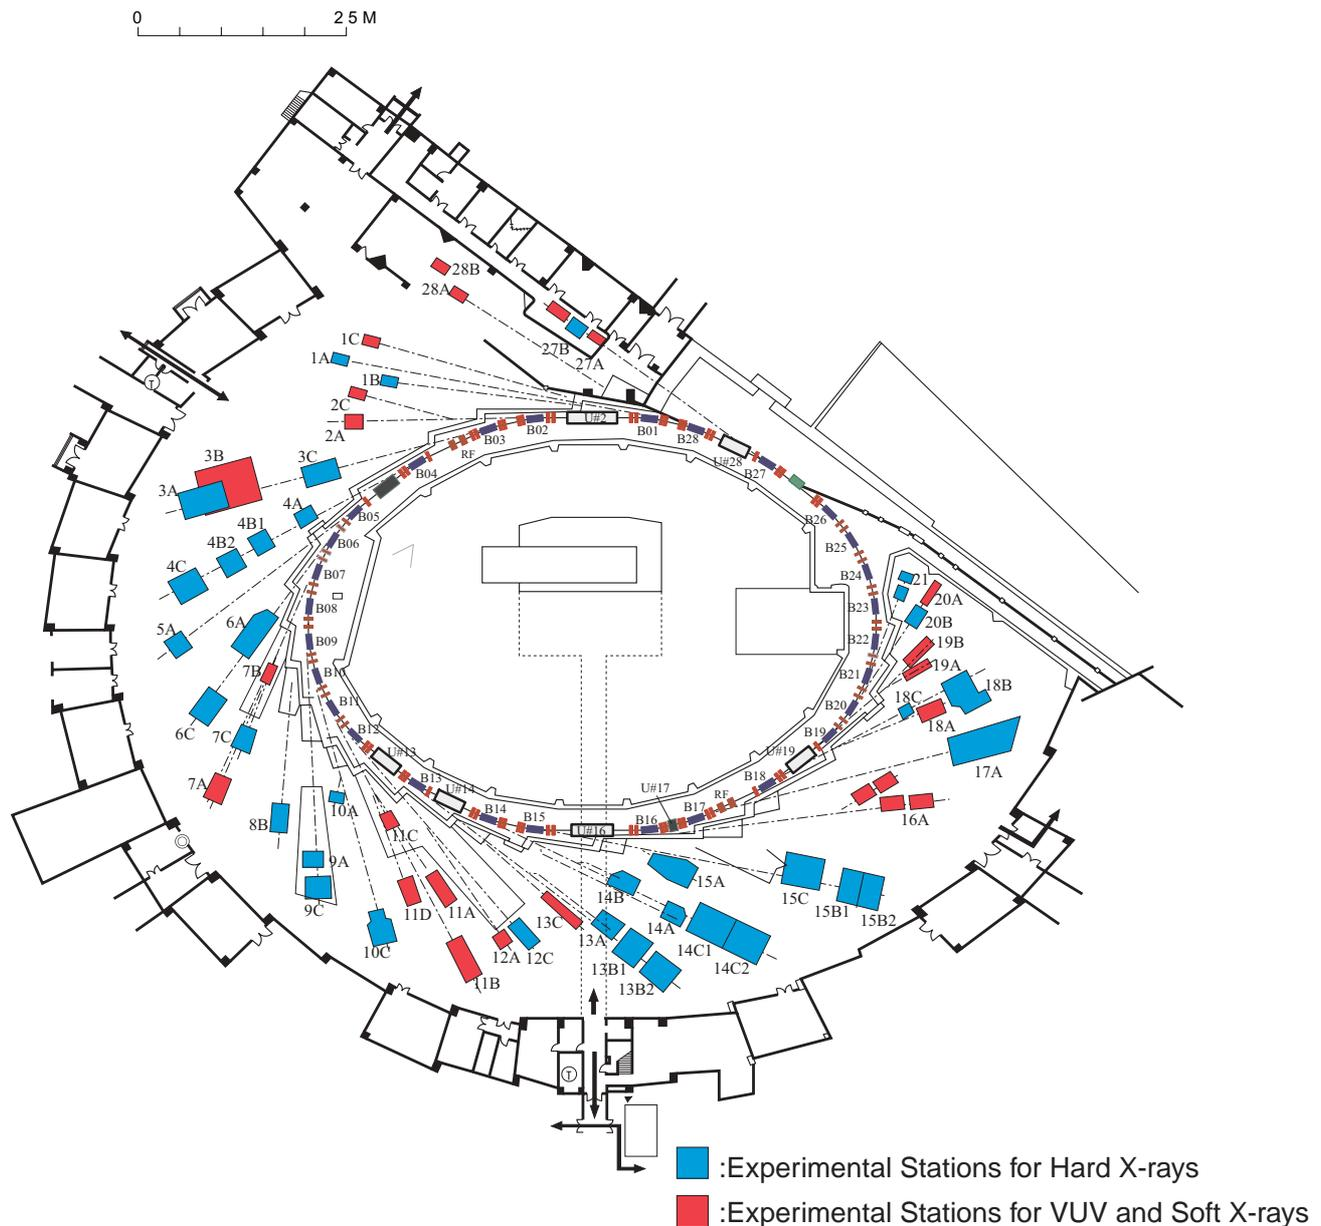 0 25M
28B
28A
27B
27A
1C
1A
1B
2C
2A
U#2
B02
B03
RF
B04
B01
B28
U#28
B27
3B
3C
3A
4A
4B1
4B2
4C
5A
B05
B06
B07
B08
B09
B10
B11
B12
B26
B25
B24
B23
B22
B21
B20
B19
21
20A
20B
19B
19A
18C
18B
18A
17A
16A
6A
7B
6C
7C
7A
8B
10A
9A
9C
10C
11C
11D
11A
11B
12A
12C
U#13
B13
U#14
B14
B15
U#16
B16
U#17
B17
RF
B18
U#19
13C
13A
13B1
13B2
14B
14A
14C1
14C2
15A
15C
15B1
15B2
T
T
:Experimental Stations for Hard X-rays
:Experimental Stations for VUV and Soft X-rays